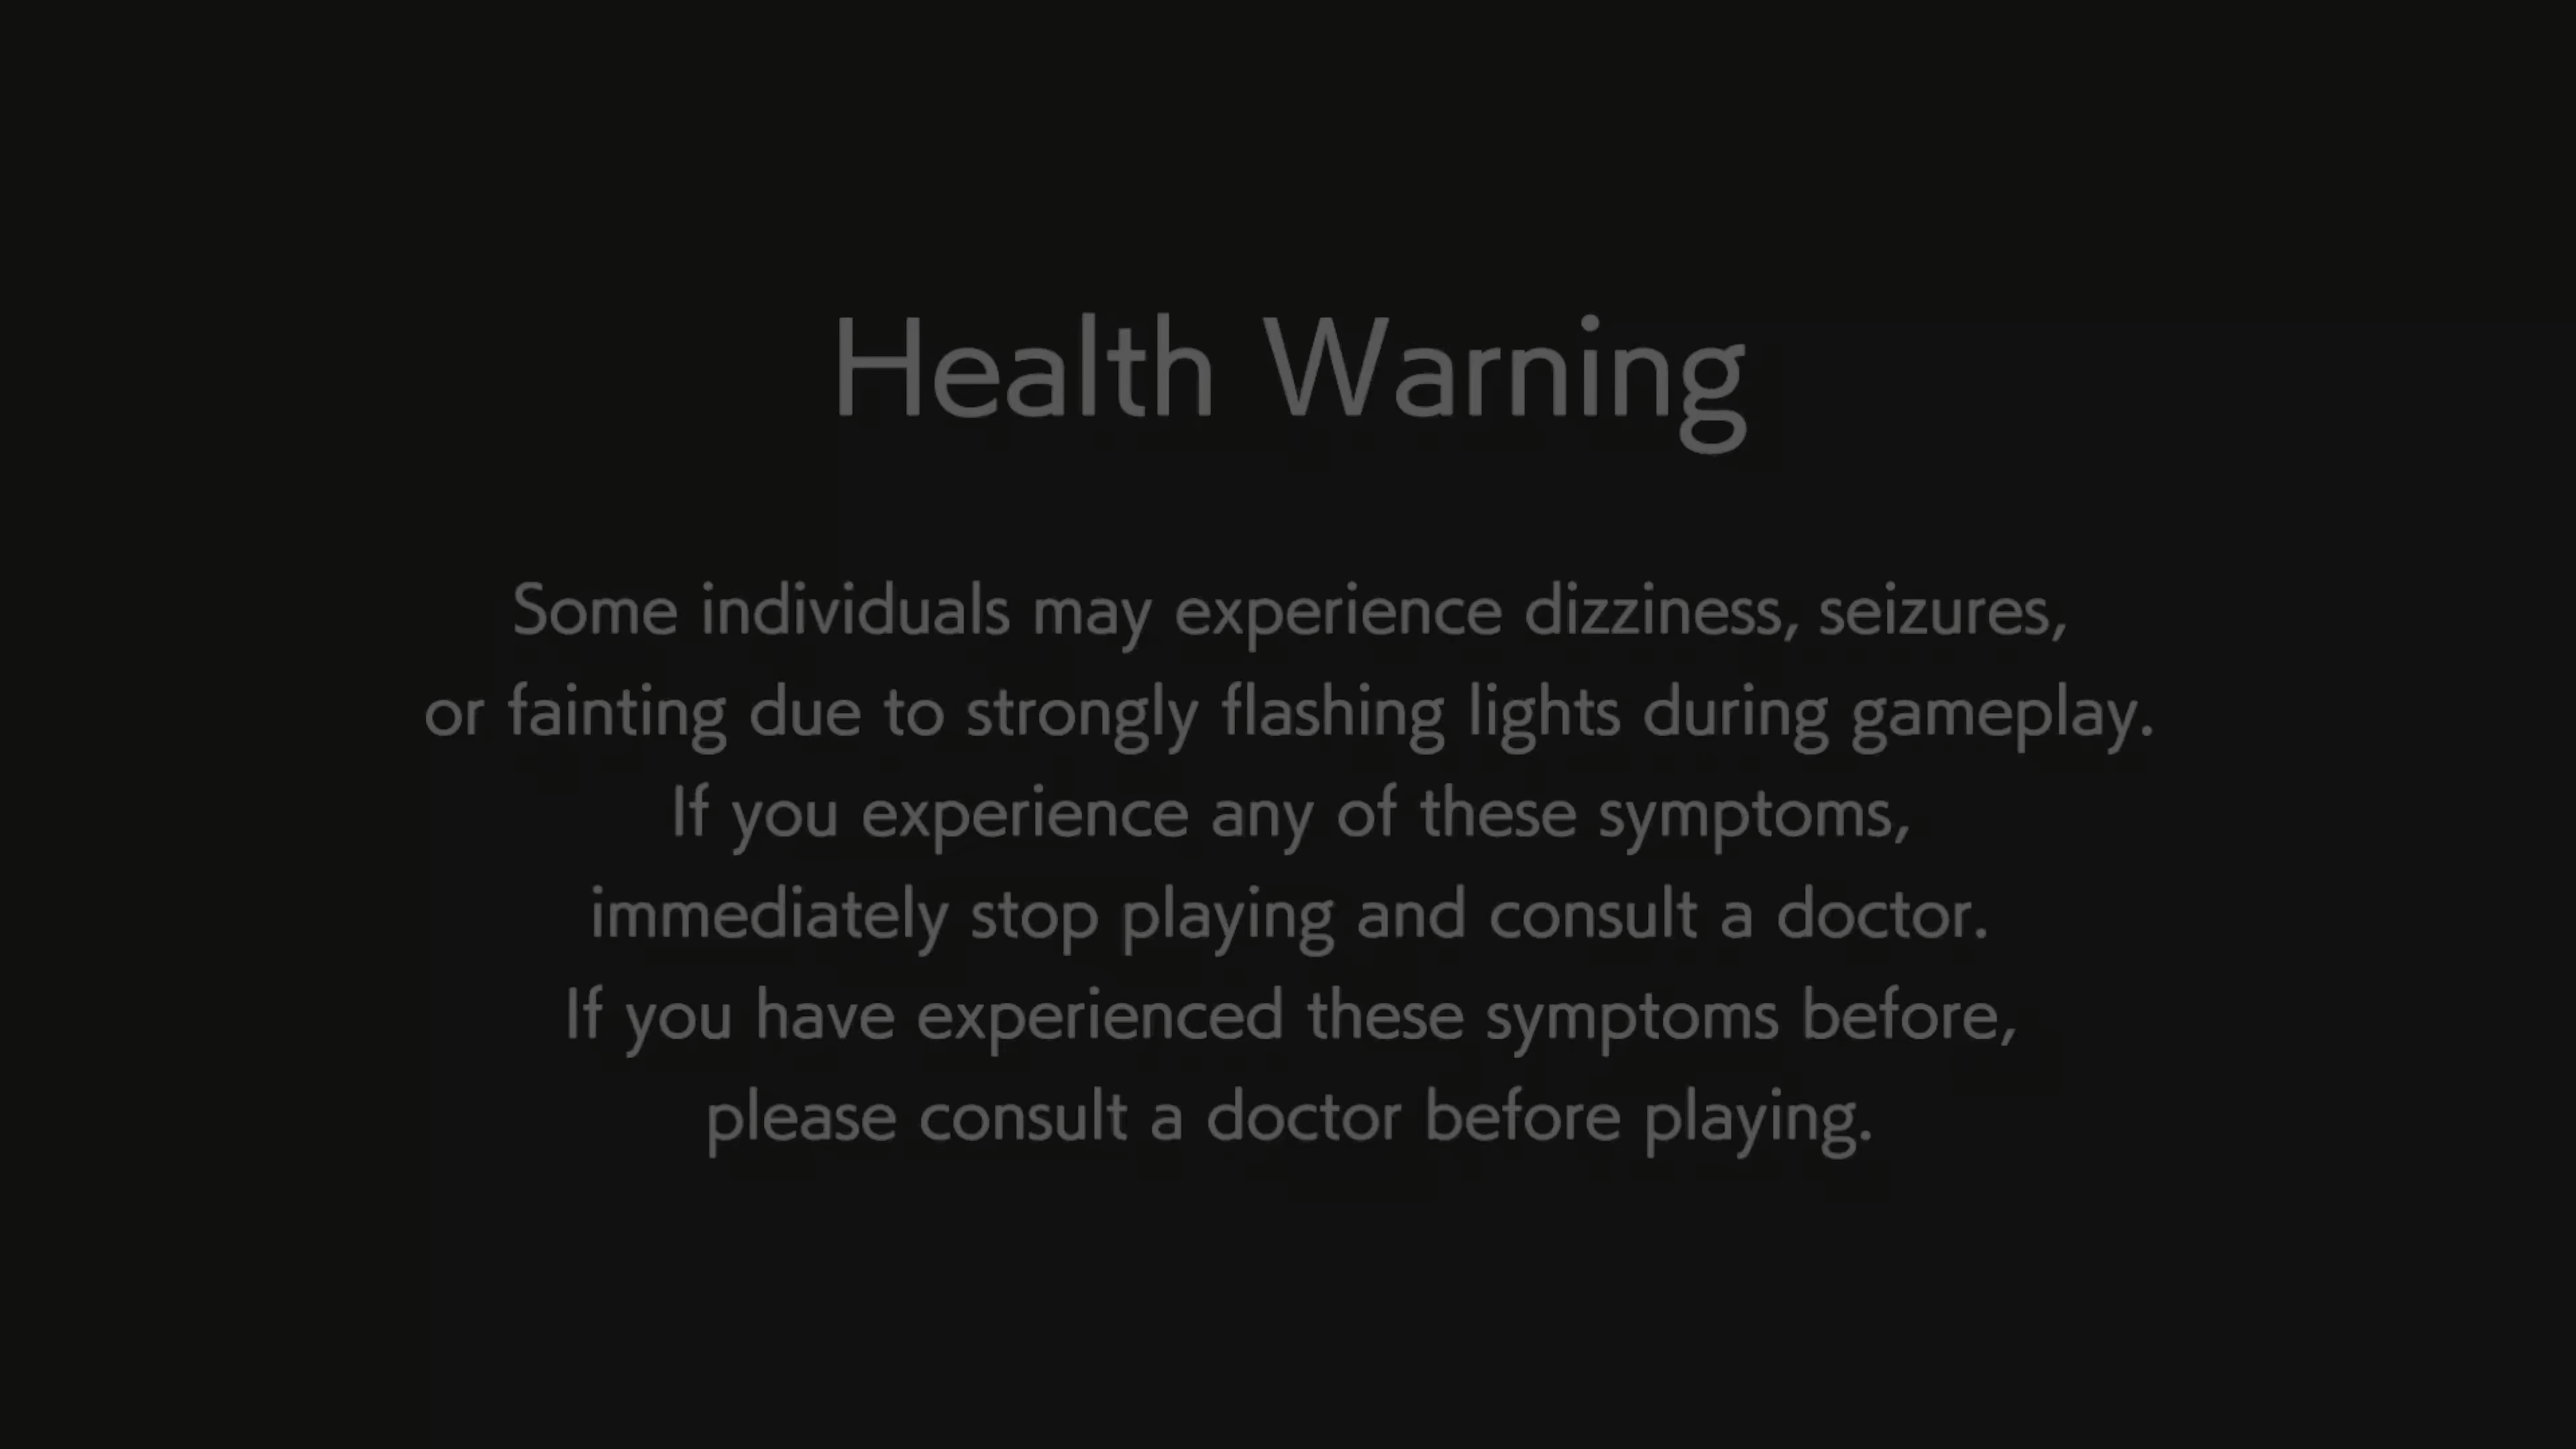 Health Warning
Some individuals may experience dizziness, seizures,
or fainting due to strongly flashing lights during gameplay.
If you experience any of these symptoms,
immediately stop playing and consult a doctor.
If you have experienced these symptoms before,
please consult a doctor before playing.